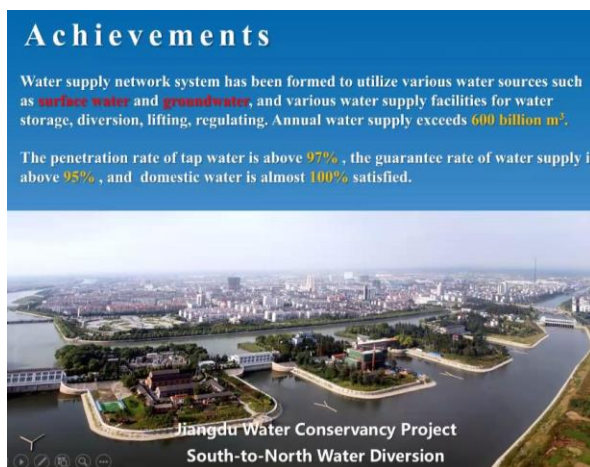 Achievements
Water supply network system has been formed to utilize various water sources such
as surface water and groundwater, and various water supply facilities for water
storage, diversion, lifting, regulating. Annual water supply exceeds 600 billion m³.
The penetration rate of tap water is above 97% , the guarantee rate of water supply i
above 95% , and domestic water is almost 100% satisfied.
Jiangdu Water Conservancy Project
South-to-North Water Diversion